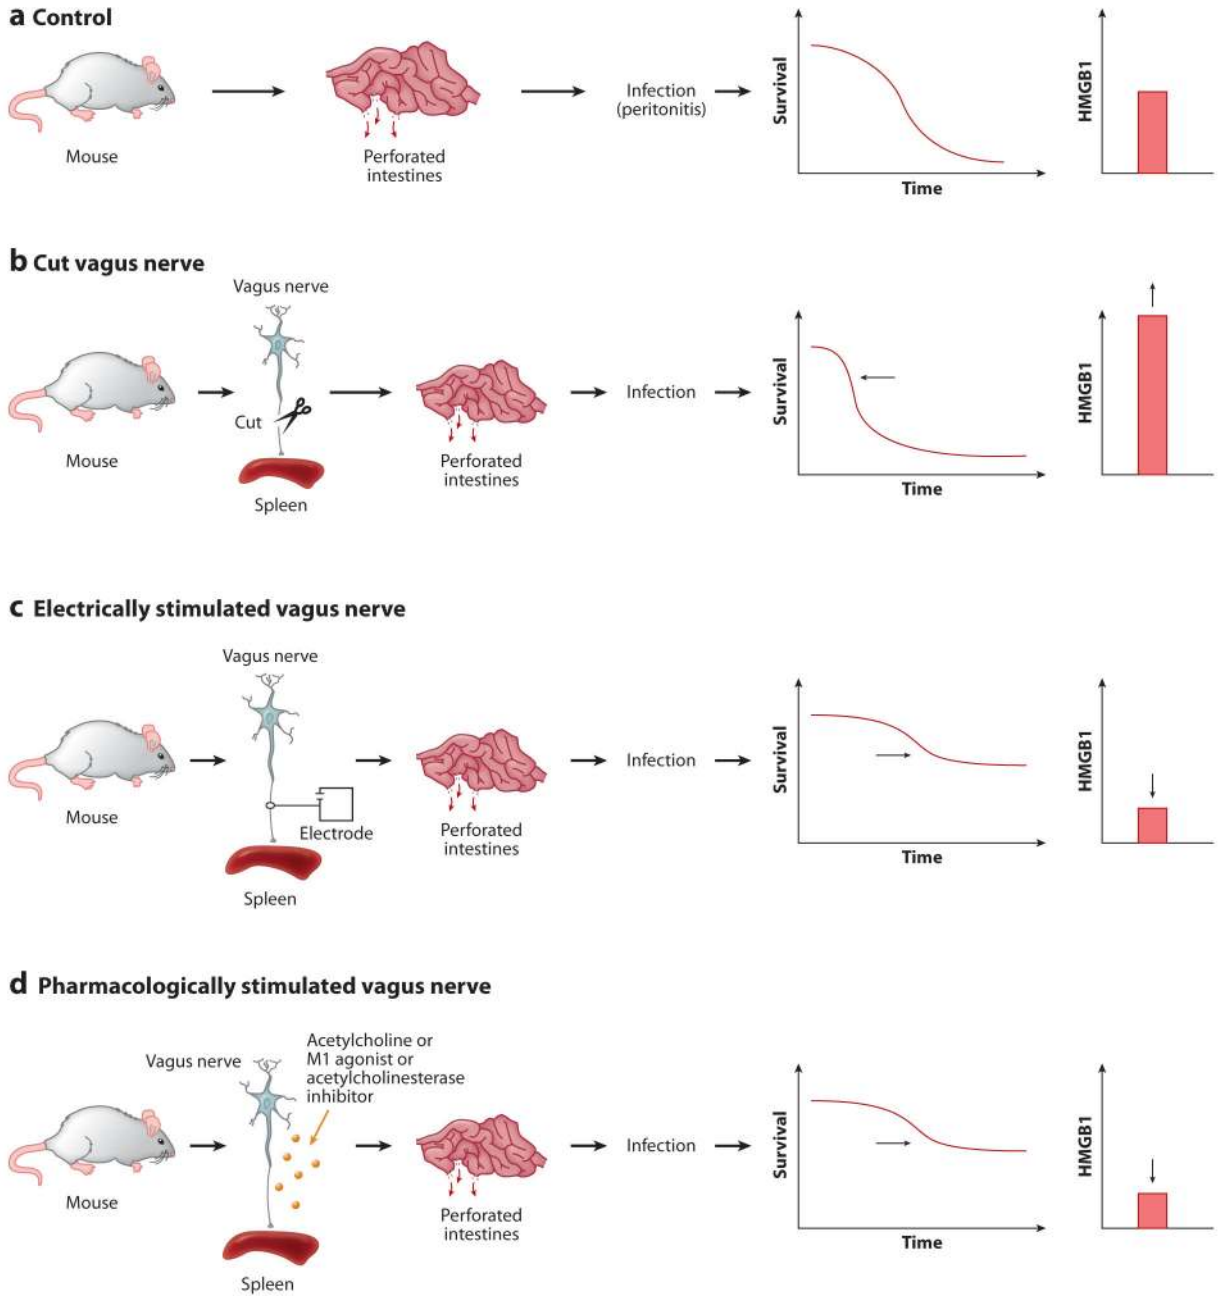 a Control
Mouse
Perforated
intestines
Infection
(peritonitis)
Survival
Time
HMGB1
b Cut vagus nerve
Vagus nerve
Mouse
Cut
Spleen
Perforated
intestines
Infection
Survival
Time
HMGB1
c Electrically stimulated vagus nerve
Vagus nerve
Mouse
Electrode
Spleen
Perforated
intestines
Infection
Survival
Time
HMGB1
d Pharmacologically stimulated vagus nerve
Vagus nerve
Acetylcholine or
M1 agonist or
acetylcholinesterase
inhibitor
Mouse
Spleen
Perforated
intestines
Infection
Survival
Time
HMGB1